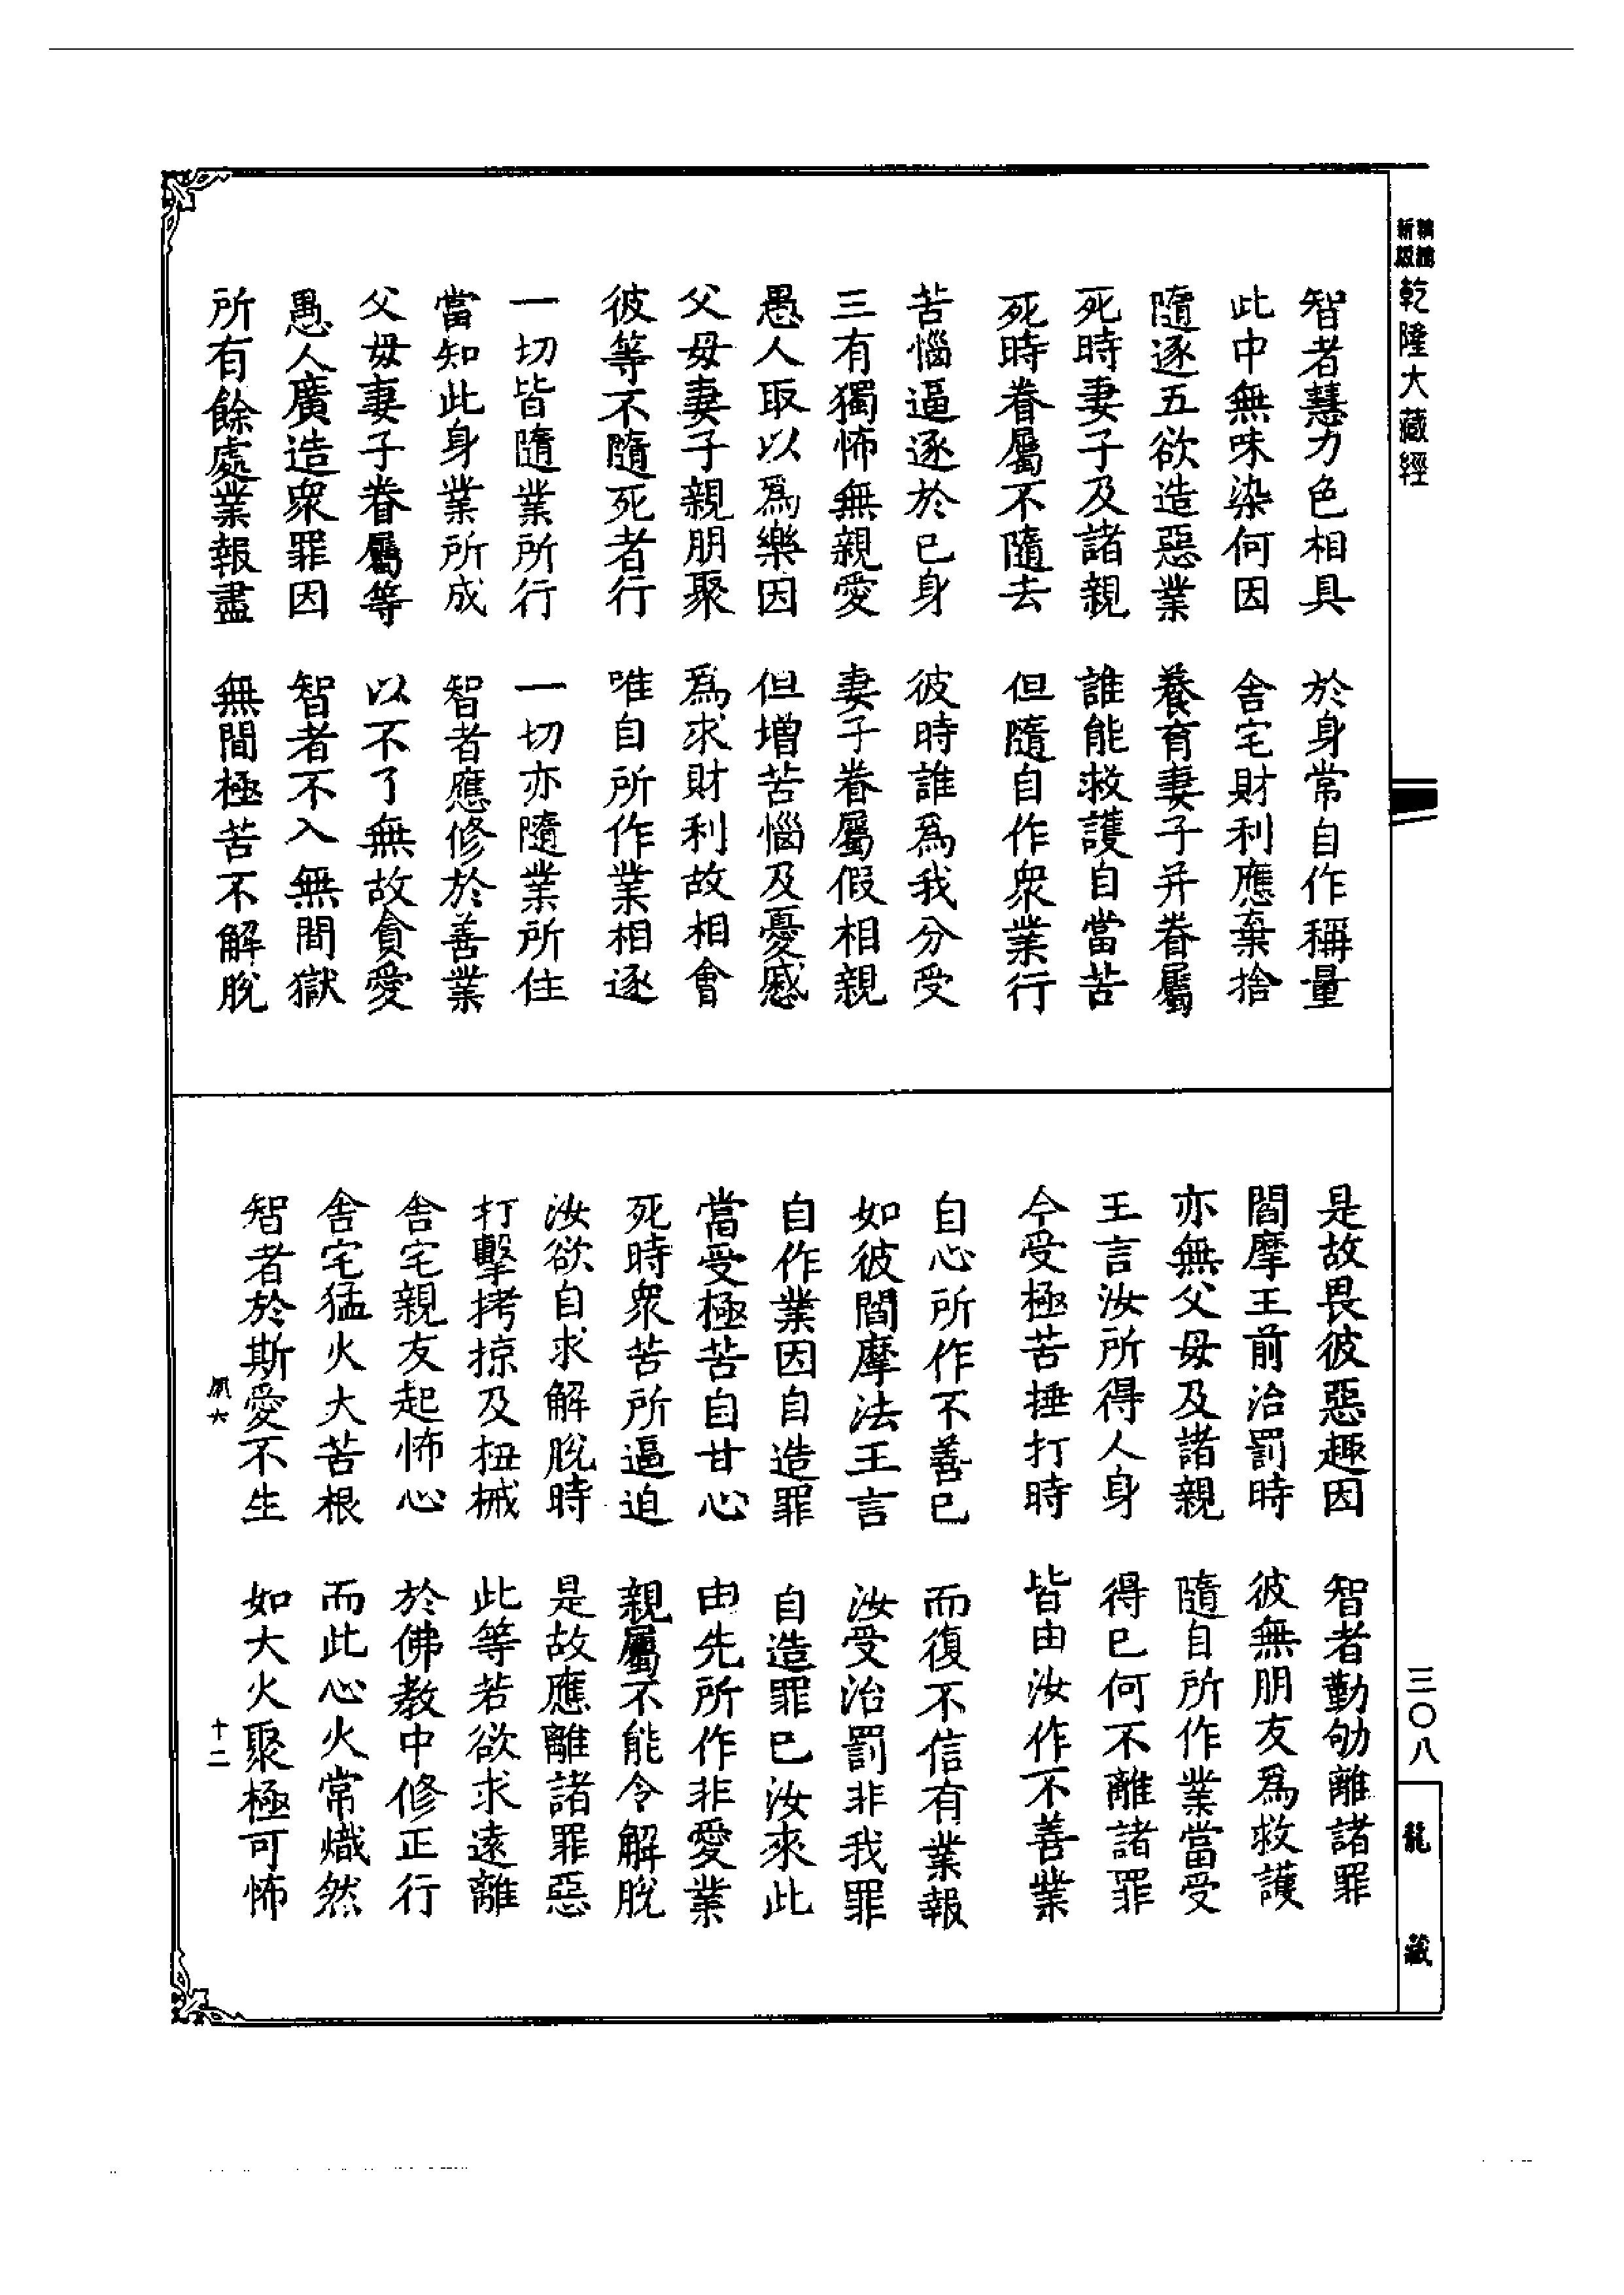 新編縮版 乾隆大藏經
智者慧力色相具　於身常自作稱量
此中無味染何因　舍宅財利應棄捨
隨逐五欲造惡業　養育妻子并眷屬
死時妻子及諸親　誰能救護自當苦
死時眷屬不隨去　但隨自作衆業行
苦惱逼逐於已身　彼時誰爲我分受
三有獨怖無親愛　妻子眷屬假相親
愚人取以爲樂因　但增苦惱及憂慼
父母妻子親朋聚　爲求財利故相會
彼等不隨死者行　唯自所作業相逐
一切皆隨業所行　一切亦隨業所住
當知此身業所成　智者應修於善業
父母妻子眷屬等　以不了無故貪愛
愚人廣造衆罪因　智者不入無間獄
所有餘處業報盡　無間極苦不解脫
是故畏彼惡趣因　智者勤劬離諸罪
閻摩王前治罰時　彼無朋友爲救護
亦無父母及諸親　隨自所作業當受
王言汝所得人身　得已何不離諸罪
今受極苦捶打時　皆由汝作不善業
自心所作不善已　而復不信有業報
如彼閻摩法王言　汝受治罰非我罪
自作業因自造罪　自造罪已汝來此
當受極苦自甘心　由先所作非愛業
死時衆苦所逼迫　親屬不能令解脫
汝欲自求解脫時　是故應離諸罪惡
打擊拷掠及杻械　此等若欲求遠離
舍宅親友起怖心　於佛教中修正行
舍宅猛火大苦根　而此心火常熾然
智者於斯愛不生　如大火聚極可怖
六　十二
三〇八
龍藏